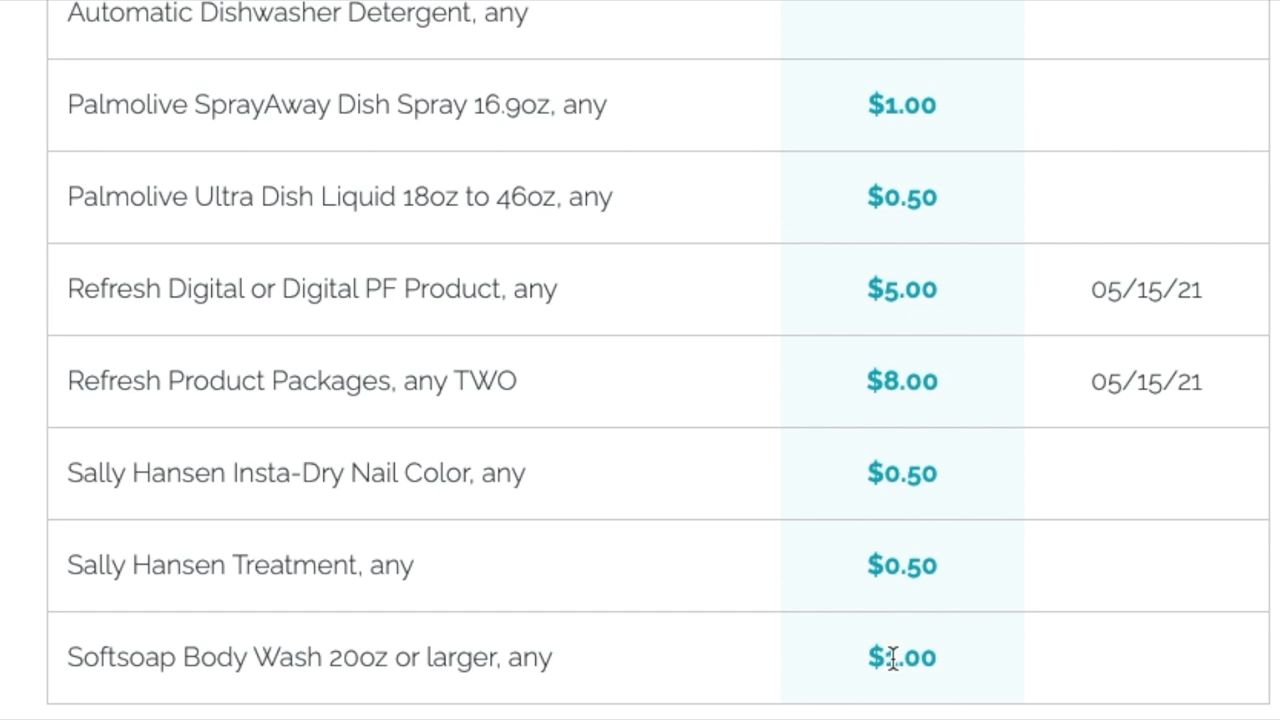 Automatic Dishwasher Detergent, any
Palmolive SprayAway Dish Spray 16.9oz, any $1.00
Palmolive Ultra Dish Liquid 18oz to 46oz, any $0.50
Refresh Digital or Digital PF Product, any $5.00 05/15/21
Refresh Product Packages, any TWO $8.00 05/15/21
Sally Hansen Insta-Dry Nail Color, any $0.50
Sally Hansen Treatment, any $0.50
Softsoap Body Wash 20oz or larger, any